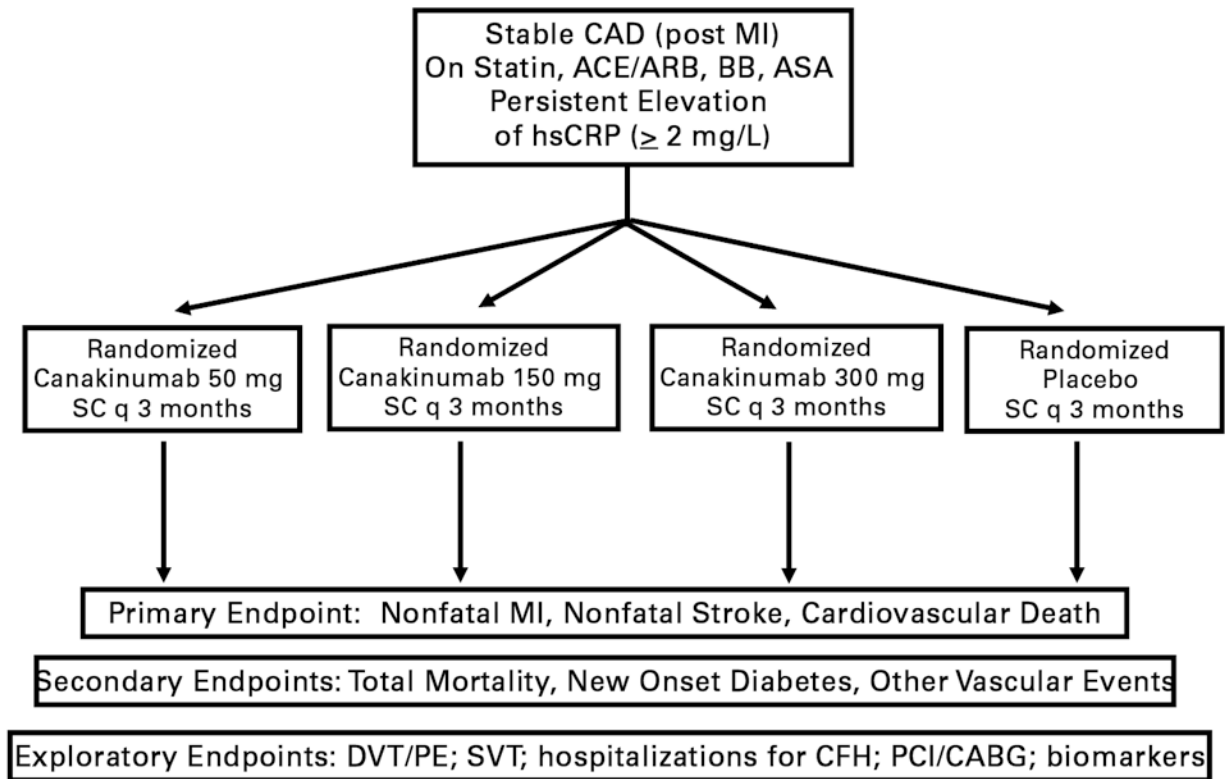 Stable CAD (post MI)
On Statin, ACE/ARB, BB, ASA
Persistent Elevation
of hsCRP (≥ 2 mg/L)
Randomized
Canakinumab 50 mg
SC q 3 months
Randomized
Canakinumab 150 mg
SC q 3 months
Randomized
Canakinumab 300 mg
SC q 3 months
Randomized
Placebo
SC q 3 months
Primary Endpoint: Nonfatal MI, Nonfatal Stroke, Cardiovascular Death
Secondary Endpoints: Total Mortality, New Onset Diabetes, Other Vascular Events
Exploratory Endpoints: DVT/PE; SVT; hospitalizations for CFH; PCI/CABG; biomarkers